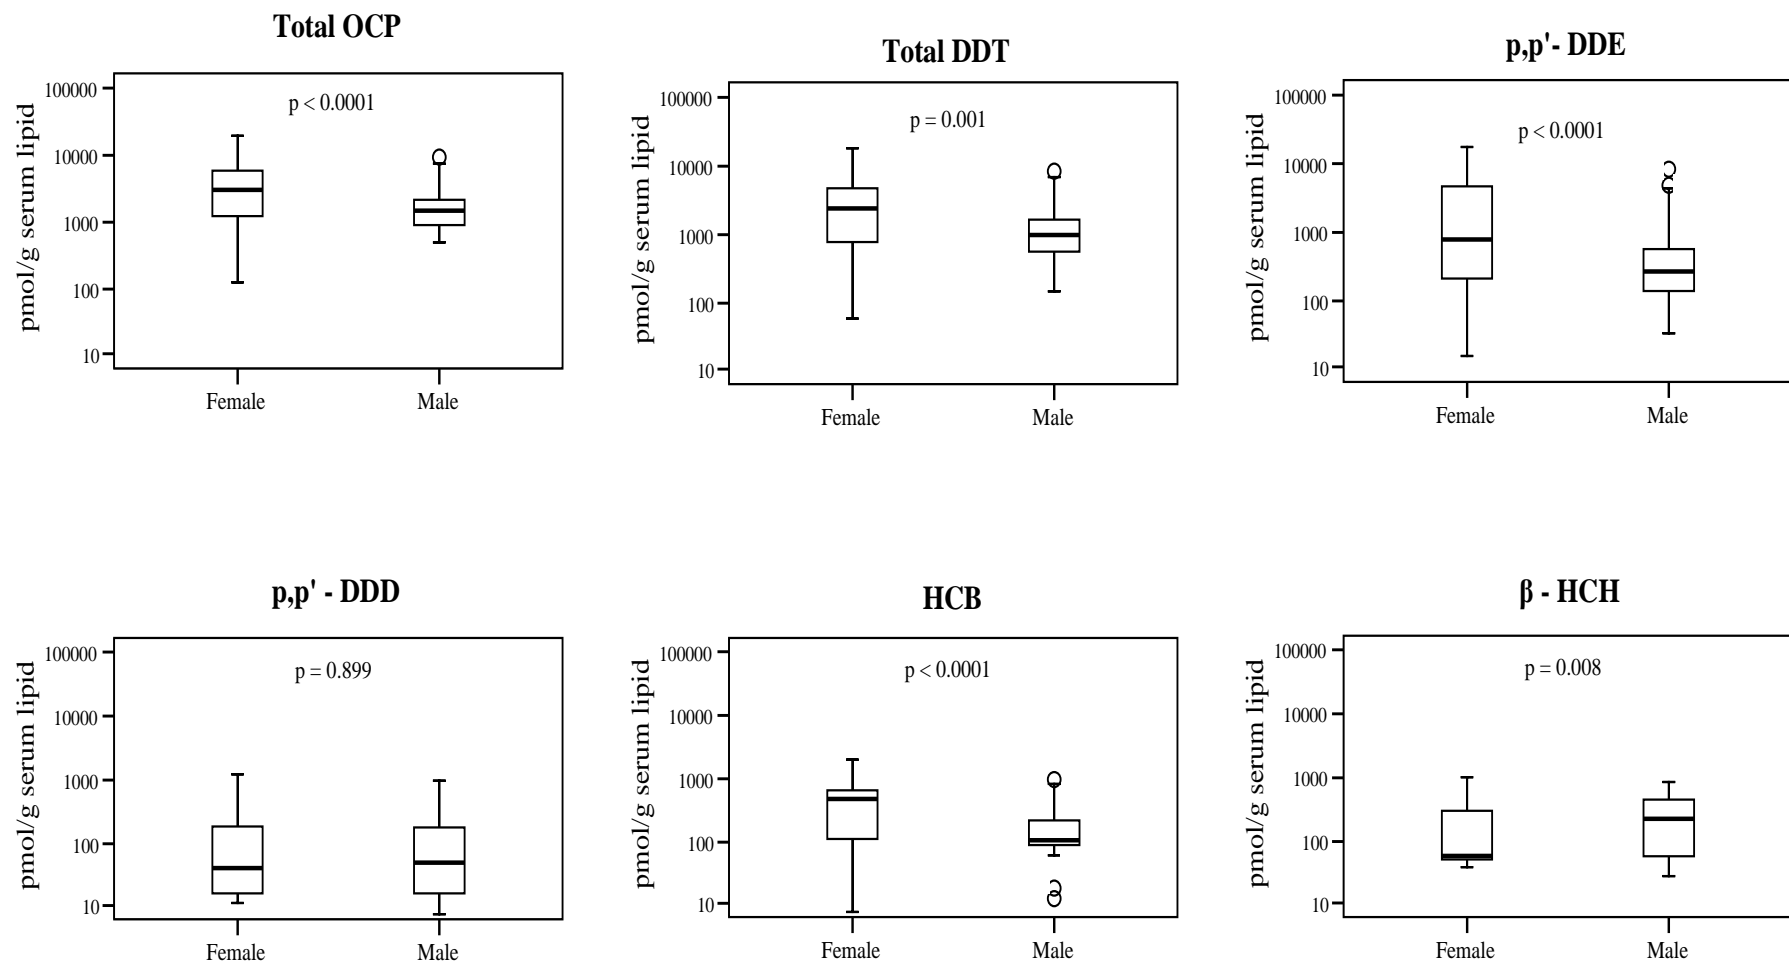 Total OCP
pmol/g serum lipid
100000
10000
1000
100
10
p < 0.0001
Female
Male
Total DDT
pmol/g serum lipid
100000
10000
1000
100
10
p = 0.001
Female
Male
p,p'- DDE
pmol/g serum lipid
100000
10000
1000
100
10
p < 0.0001
Female
Male
p,p' - DDD
pmol/g serum lipid
100000
10000
1000
100
10
p = 0.899
Female
Male
HCB
pmol/g serum lipid
100000
10000
1000
100
10
p < 0.0001
Female
Male
β - HCH
pmol/g serum lipid
100000
10000
1000
100
10
p = 0.008
Female
Male